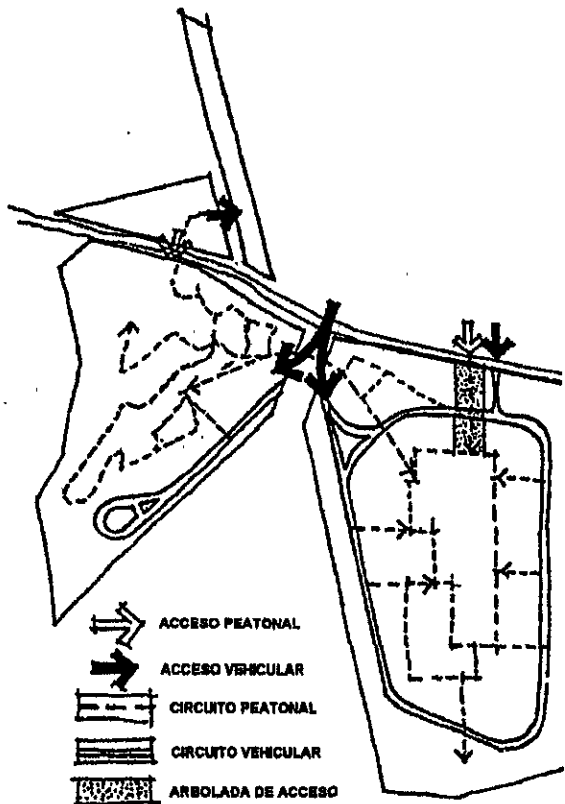 ACCESO PEATONAL
ACCESO VEHICULAR
CIRCUITO PEATONAL
CIRCUITO VEHICULAR
ARBOLADA DE ACCESO